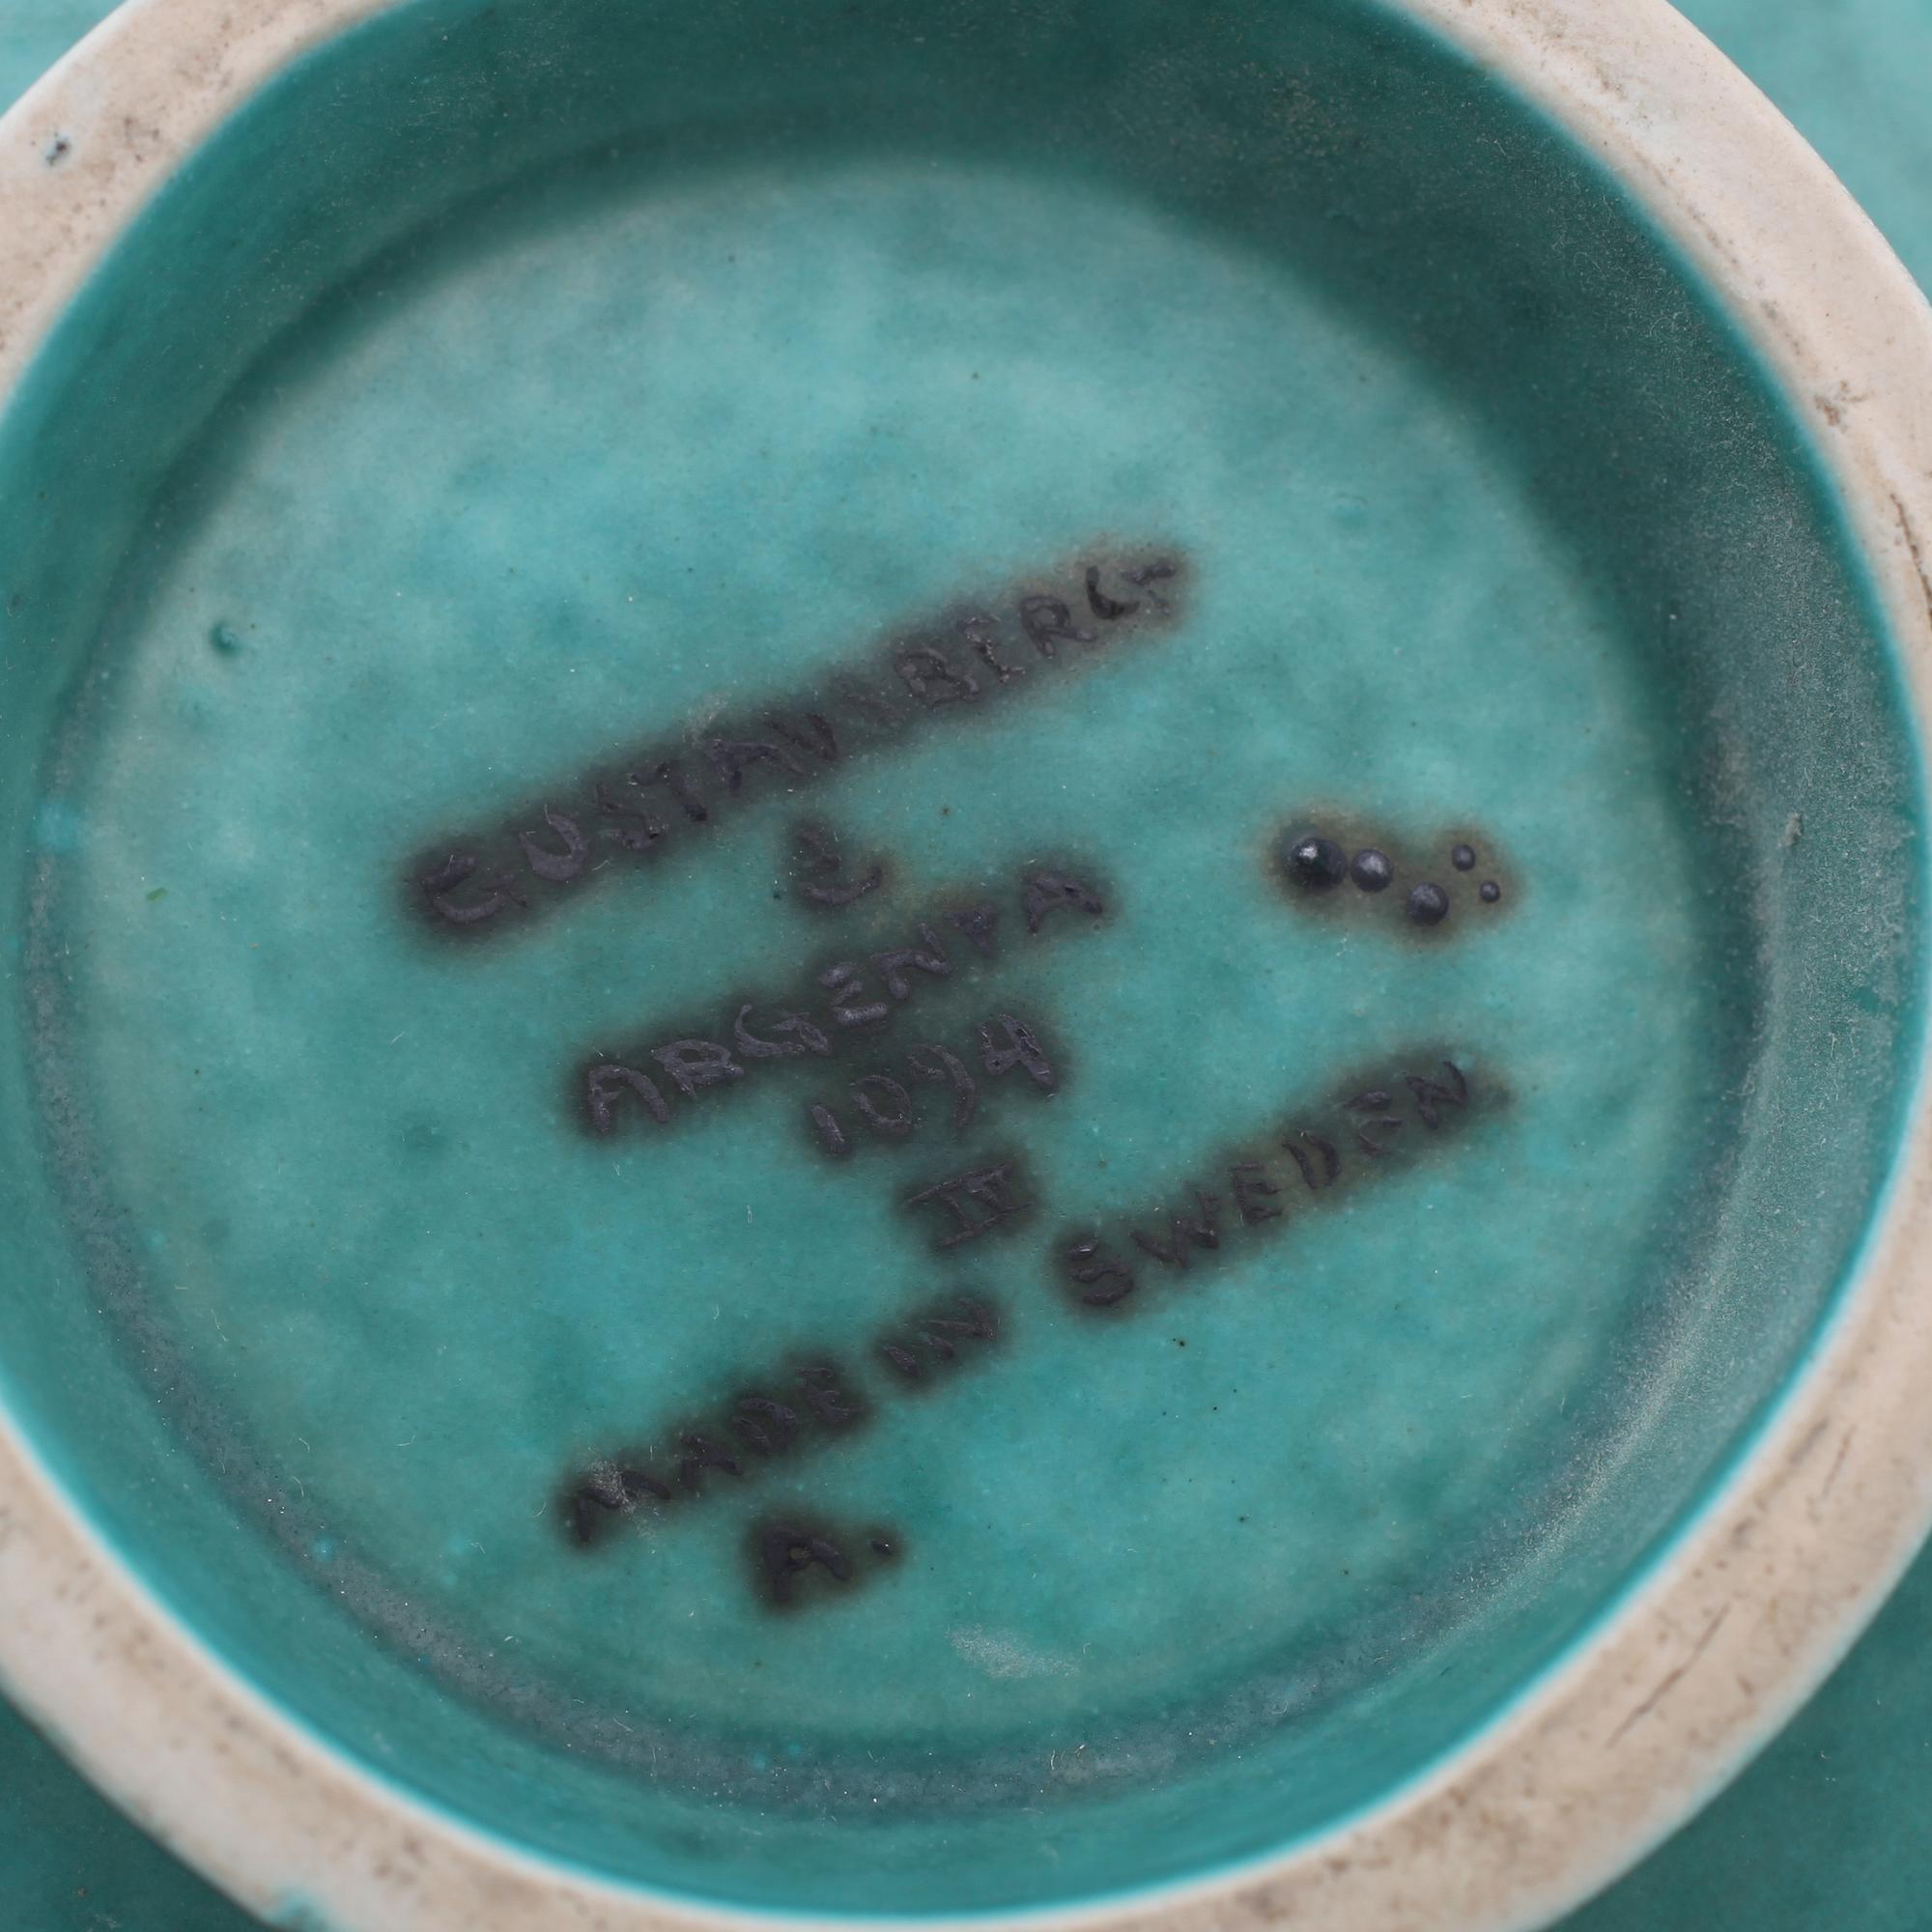 GUSTAVSBERG
ARGENTA
1094
IV
MADE IN SWEDEN.
A.